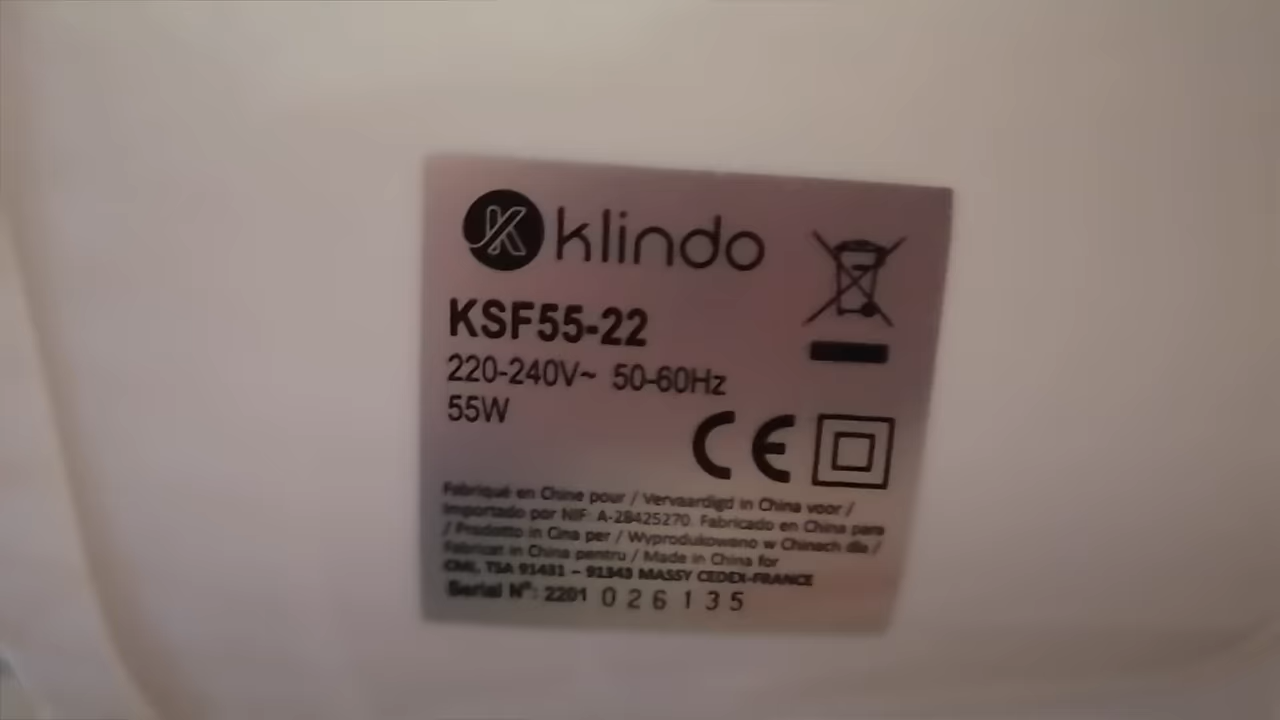 klindo
KSF55-22
220-240V~ 50-60Hz
55W
CE
Fabriqué en Chine pour / Vervaardigd in China voor /
Importado por NIF: A-28425270. Fabricado en China para
/ Prodotto in Cina per / Wyprodukowano w Chinach dla /
Fabricat in China pentru / Made in China for
CMI, TSA 91431 – 91343 MASSY CEDEX-FRANCE
Serial N°: 2201 026135